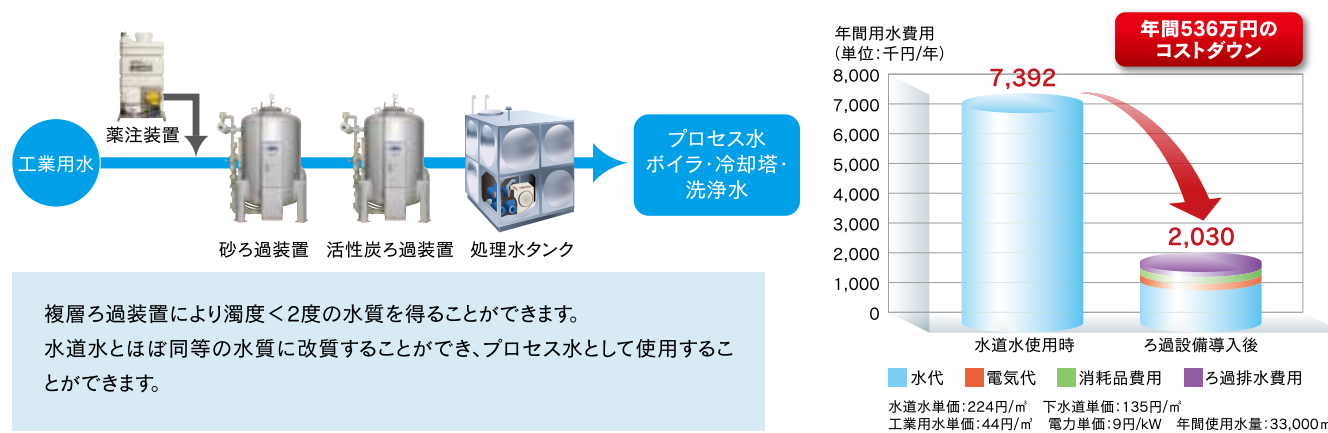 薬注装置
工業用水
プロセス水
ボイラ・冷却塔・
洗浄水
砂ろ過装置
活性炭ろ過装置
処理水タンク
複層ろ過装置により濁度＜2度の水質を得ることができます。
水道水とほぼ同等の水質に改質することができ、プロセス水として使用するこ
とができます。
年間用水費用
（単位：千円/年）
年間536万円の
コストダウン
8,000
7,000
6,000
5,000
4,000
3,000
2,000
1,000
0
7,392
2,030
水道水使用時
ろ過設備導入後
水代
電気代
消耗品費用
ろ過排水費用
水道水単価：224円/㎥　下水道単価：135円/㎥
工業用水単価：44円/㎥　電力単価：9円/kW　年間使用水量：33,000㎥